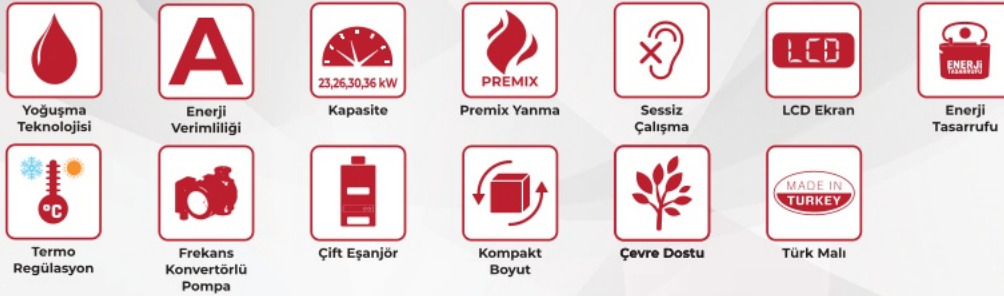 A
23,26,30,36 kW
PREMIX
LCD
ENERJİ
TASARRUFU
Yoğuşma
Teknolojisi
Enerji
Verimliliği
Kapasite
Premix Yanma
Sessiz
Çalışma
LCD Ekran
Enerji
Tasarrufu
°C
MADE IN
TURKEY
Termo
Regülasyon
Frekans
Konvertörlü
Pompa
Çift Eşanjör
Kompakt
Boyut
Çevre Dostu
Türk Malı